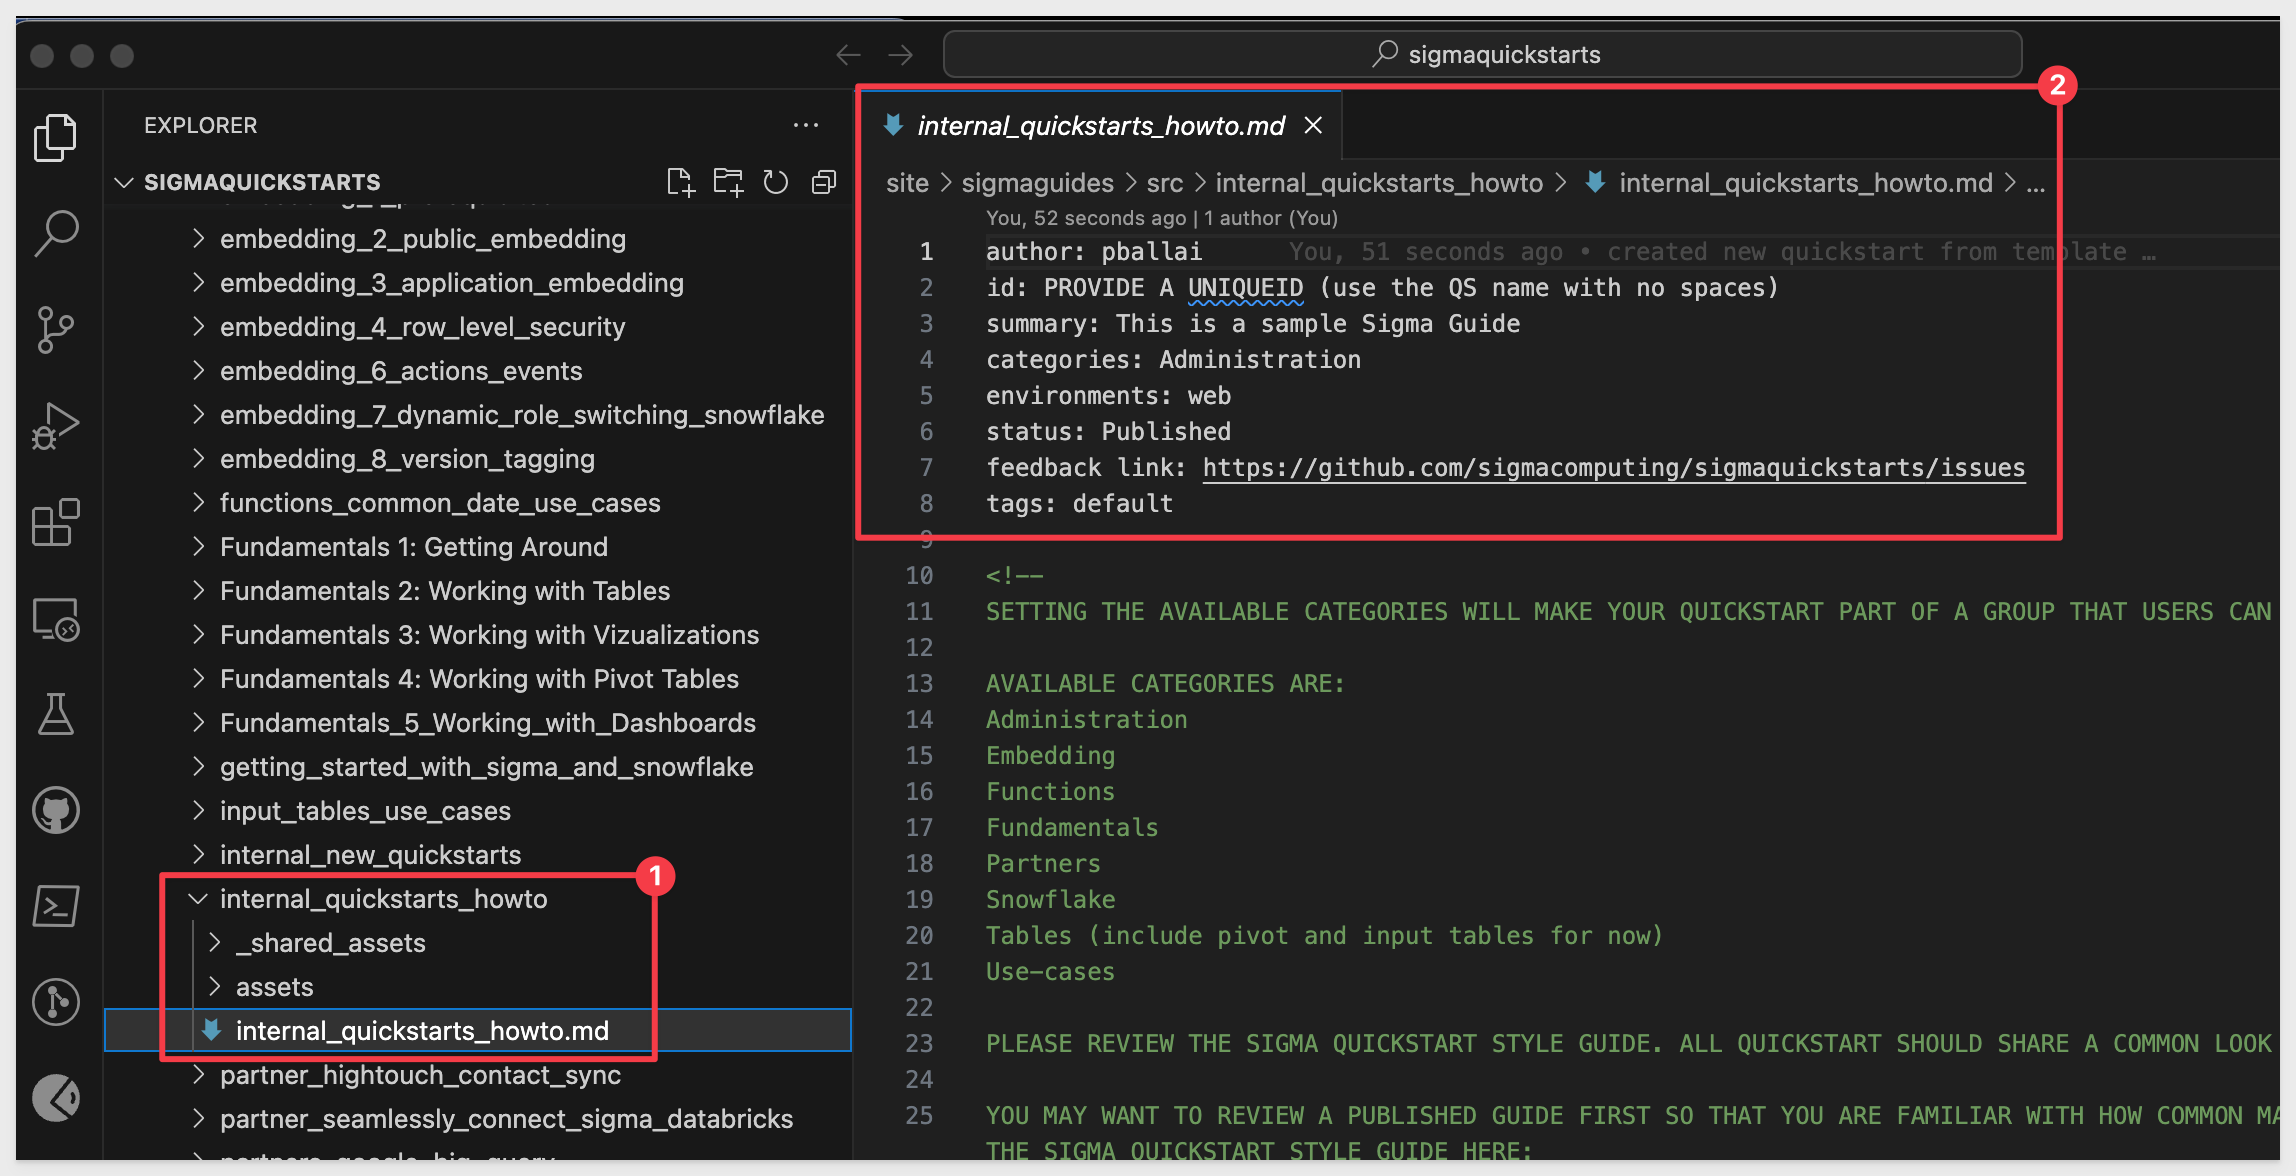 sigmaquickstarts
EXPLORER
SIGMAQUICKSTARTS
embedding_2_public_embedding
embedding_3_application_embedding
embedding_4_row_level_security
embedding_6_actions_events
embedding_7_dynamic_role_switching_snowflake
embedding_8_version_tagging
functions_common_date_use_cases
Fundamentals 1: Getting Around
Fundamentals 2: Working with Tables
Fundamentals 3: Working with Vizualizations
Fundamentals 4: Working with Pivot Tables
Fundamentals_5_Working_with_Dashboards
getting_started_with_sigma_and_snowflake
input_tables_use_cases
internal_new_quickstarts
1
internal_quickstarts_howto
_shared_assets
assets
internal_quickstarts_howto.md
partner_hightouch_contact_sync
partner_seamlessly_connect_sigma_databricks
partners_google_big_query
2
internal_quickstarts_howto.md
site > sigmaguides > src > internal_quickstarts_howto > internal_quickstarts_howto.md > ...
You, 52 seconds ago | 1 author (You)
1 author: pballai You, 51 seconds ago • created new quickstart from template …
2 id: PROVIDE A UNIQUEID (use the QS name with no spaces)
3 summary: This is a sample Sigma Guide
4 categories: Administration
5 environments: web
6 status: Published
7 feedback link: https://github.com/sigmacomputing/sigmaquickstarts/issues
8 tags: default
9
10 <!--
11 SETTING THE AVAILABLE CATEGORIES WILL MAKE YOUR QUICKSTART PART OF A GROUP THAT USERS CAN
12
13 AVAILABLE CATEGORIES ARE:
14 Administration
15 Embedding
16 Functions
17 Fundamentals
18 Partners
19 Snowflake
20 Tables (include pivot and input tables for now)
21 Use-cases
22
23 PLEASE REVIEW THE SIGMA QUICKSTART STYLE GUIDE. ALL QUICKSTART SHOULD SHARE A COMMON LOOK
24
25 YOU MAY WANT TO REVIEW A PUBLISHED GUIDE FIRST SO THAT YOU ARE FAMILIAR WITH HOW COMMON MA
THE SIGMA QUICKSTART STYLE GUIDE HERE: